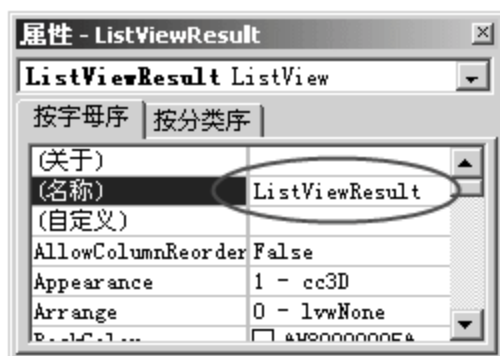 属性 - ListViewResult
ListViewResult ListView
按字母序 按分类序
(关于)
(名称) ListViewResult
(自定义)
AllowColumnReorder False
Appearance 1 - cc3D
Arrange 0 - lvwNone